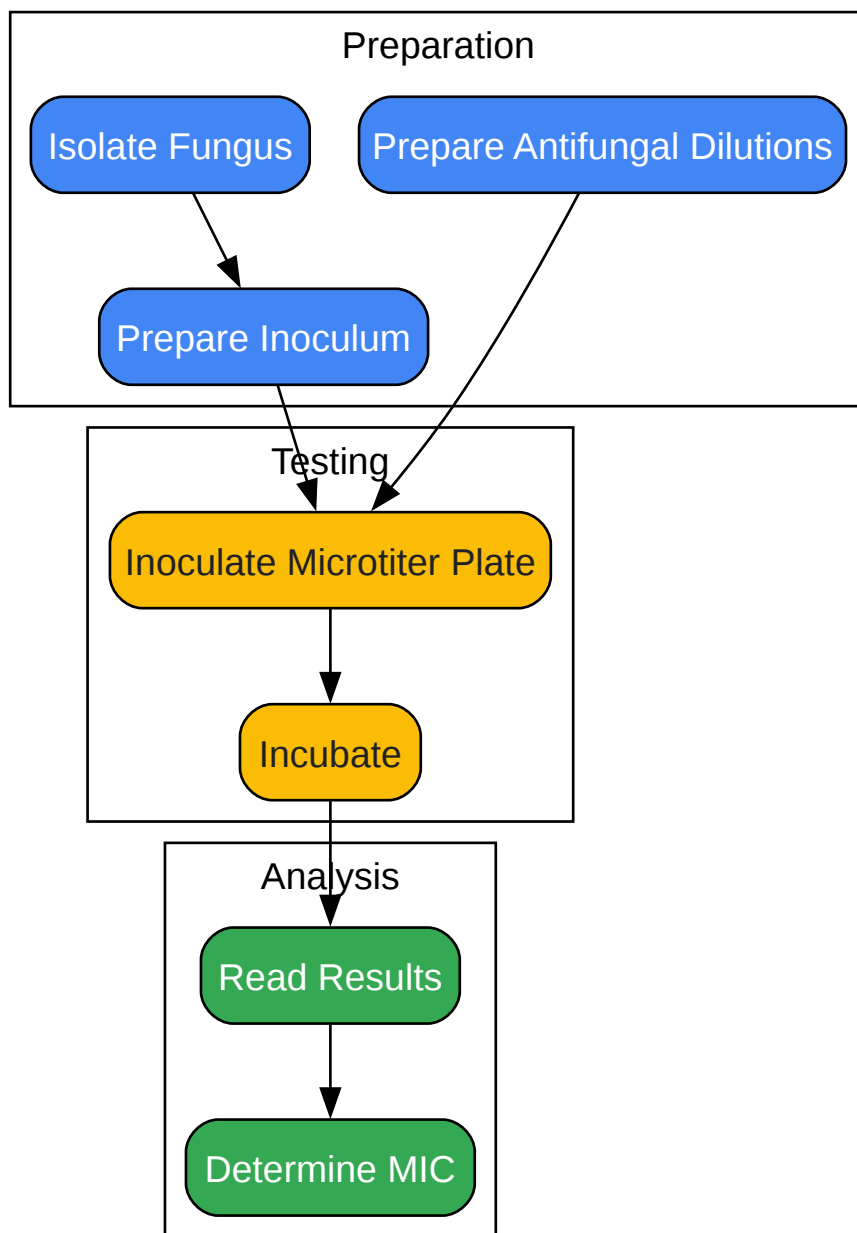 Preparation
Isolate Fungus
Prepare Antifungal Dilutions
Prepare Inoculum
Testing
Inoculate Microtiter Plate
Incubate
Analysis
Read Results
Determine MIC